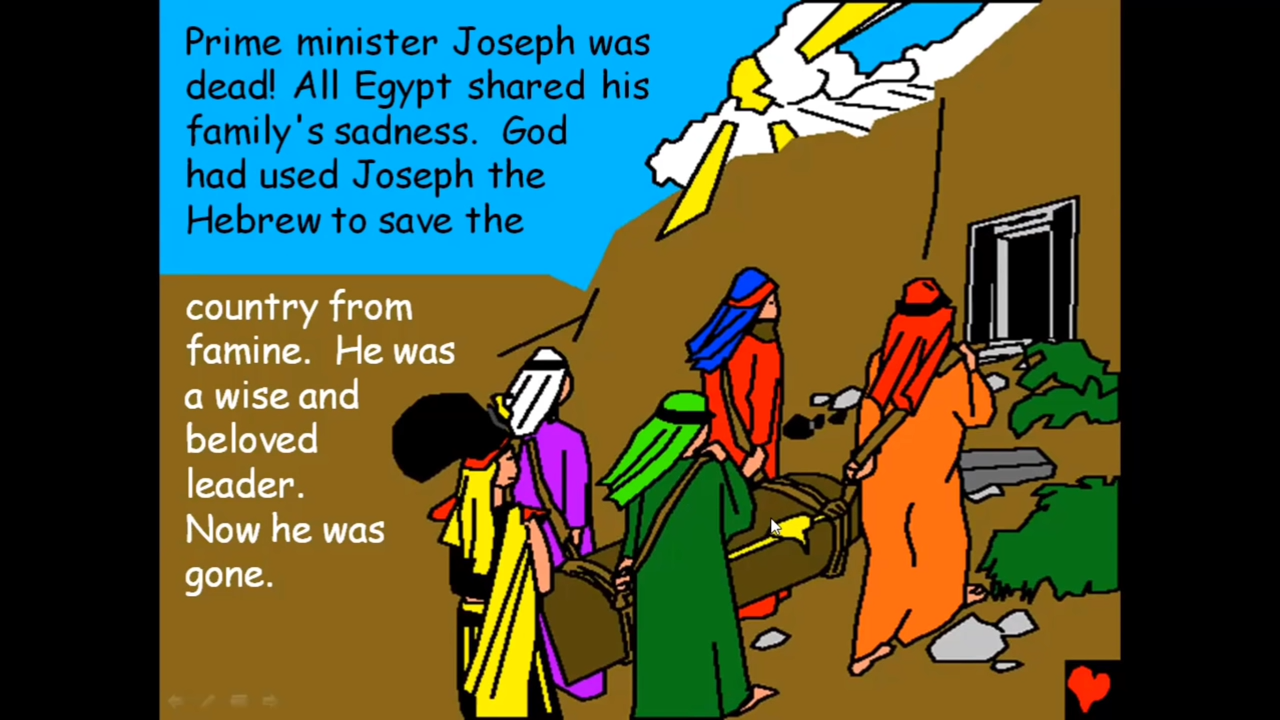 Prime minister Joseph was
dead! All Egypt shared his
family's sadness. God
had used Joseph the
Hebrew to save the
country from
famine. He was
a wise and
beloved
leader.
Now he was
gone.